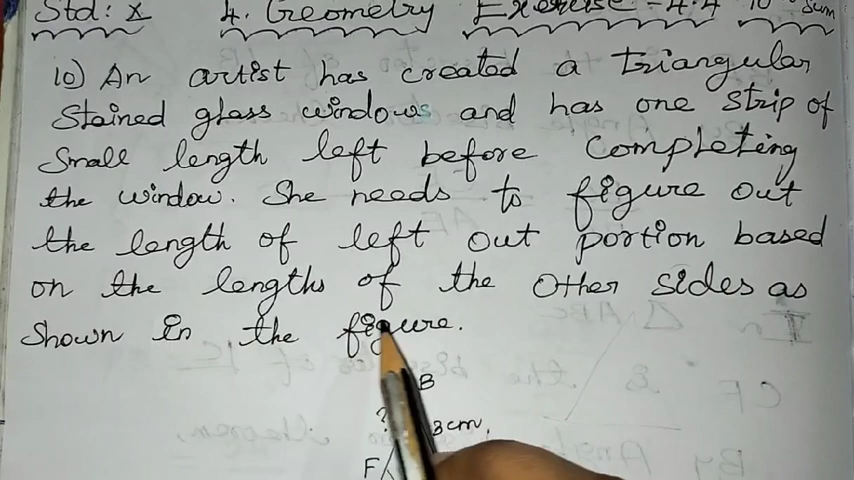 Std: X 4. Geometry Exercise - 4.4 10th Sum
10) An artist has created a triangular
Stained glass windows and has one Strip of
Small length left before completing
the window. She needs to figure out
the length of left out portion based
on the lengths of the other sides as
Shown in the figure.
B
? 3cm,
F